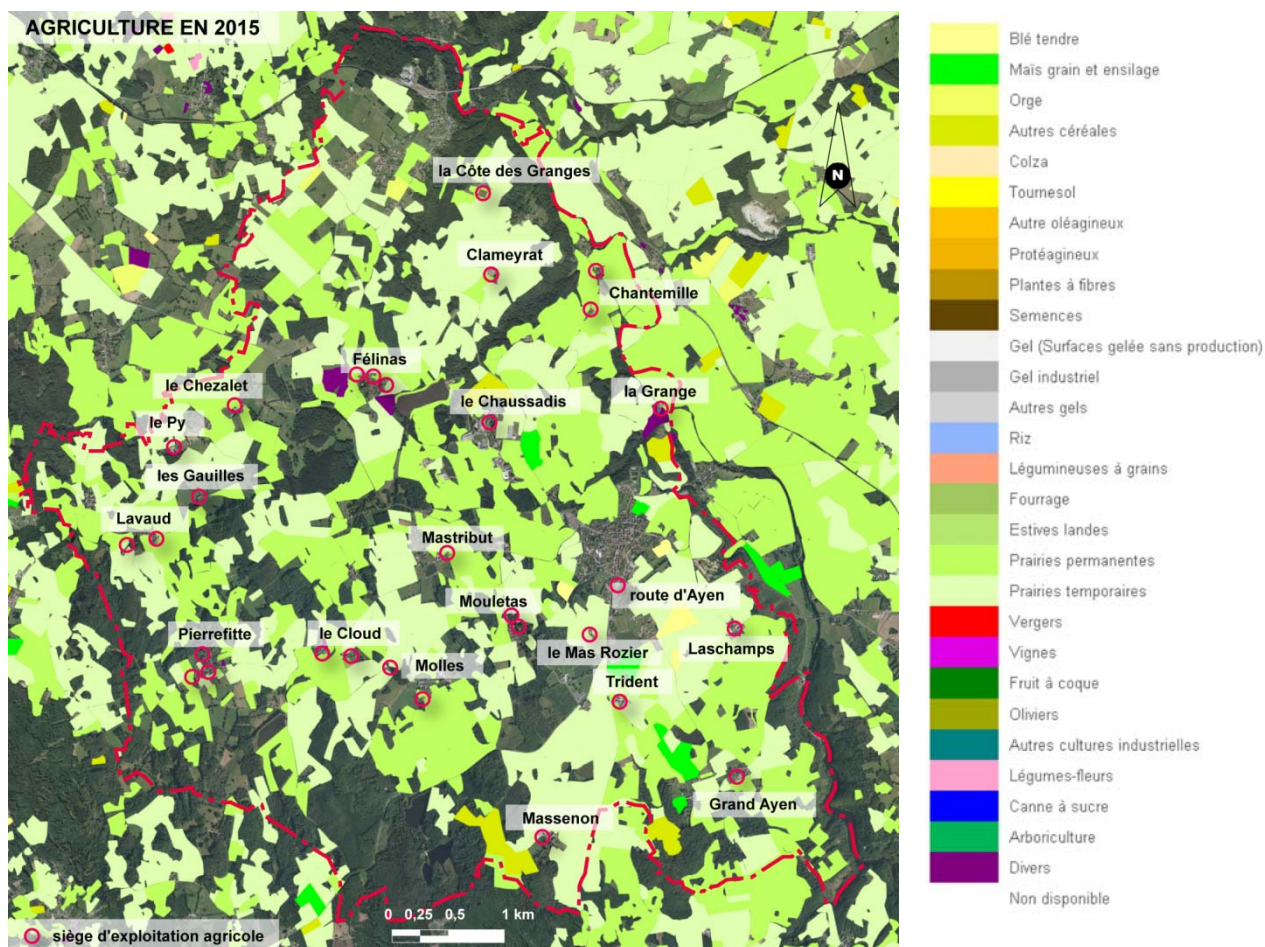 AGRICULTURE EN 2015
la Côte des Granges
Clameyrat
Chantemille
Félinas
le Chezalet
le Chaussadis
la Grange
le Py
les Gauilles
Lavaud
Mastribut
route d'Ayen
Mouletas
Pierrefitte
le Cloud
le Mas Rozier
Laschamps
Molles
Trident
Grand Ayen
Massenon
0 0,25 0,5 1 km
siège d'exploitation agricole
N
Blé tendre
Maïs grain et ensilage
Orge
Autres céréales
Colza
Tournesol
Autre oléagineux
Protéagineux
Plantes à fibres
Semences
Gel (Surfaces gelée sans production)
Gel industriel
Autres gels
Riz
Légumineuses à grains
Fourrage
Estives landes
Prairies permanentes
Prairies temporaires
Vergers
Vignes
Fruit à coque
Oliviers
Autres cultures industrielles
Légumes-fleurs
Canne à sucre
Arboriculture
Divers
Non disponible